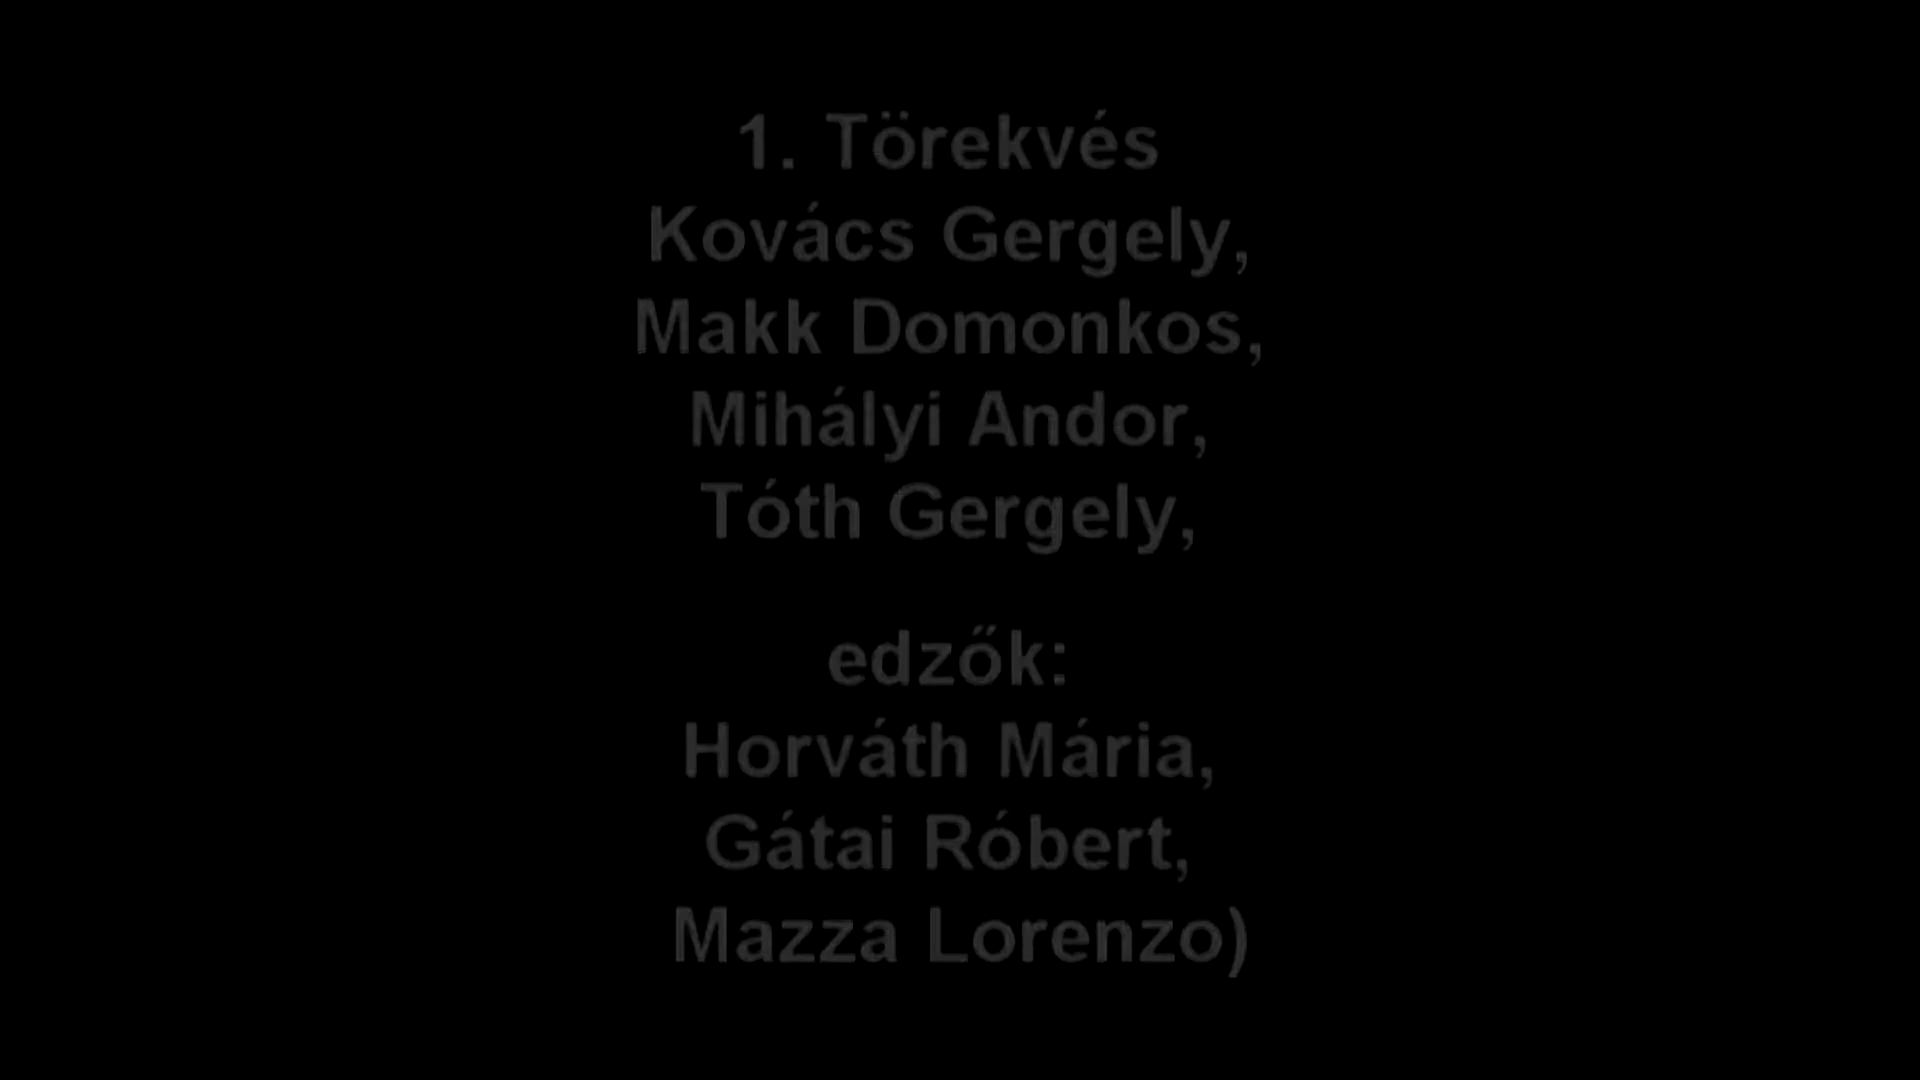 1. Törekvés
Kovács Gergely,
Makk Domonkos,
Mihályi Andor,
Tóth Gergely,
edzők:
Horváth Mária,
Gátai Róbert,
Mazza Lorenzo)